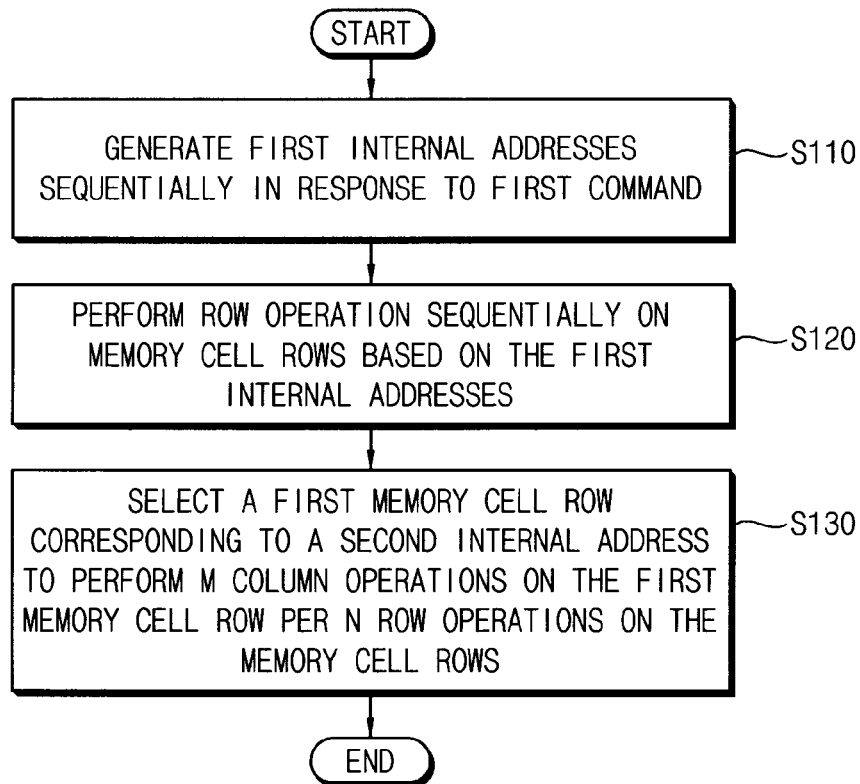 START
GENERATE FIRST INTERNAL ADDRESSES
SEQUENTIALLY IN RESPONSE TO FIRST COMMAND
S110
PERFORM ROW OPERATION SEQUENTIALLY ON
MEMORY CELL ROWS BASED ON THE FIRST
INTERNAL ADDRESSES
S120
SELECT A FIRST MEMORY CELL ROW
CORRESPONDING TO A SECOND INTERNAL ADDRESS
TO PERFORM M COLUMN OPERATIONS ON THE FIRST
MEMORY CELL ROW PER N ROW OPERATIONS ON THE
MEMORY CELL ROWS
S130
END